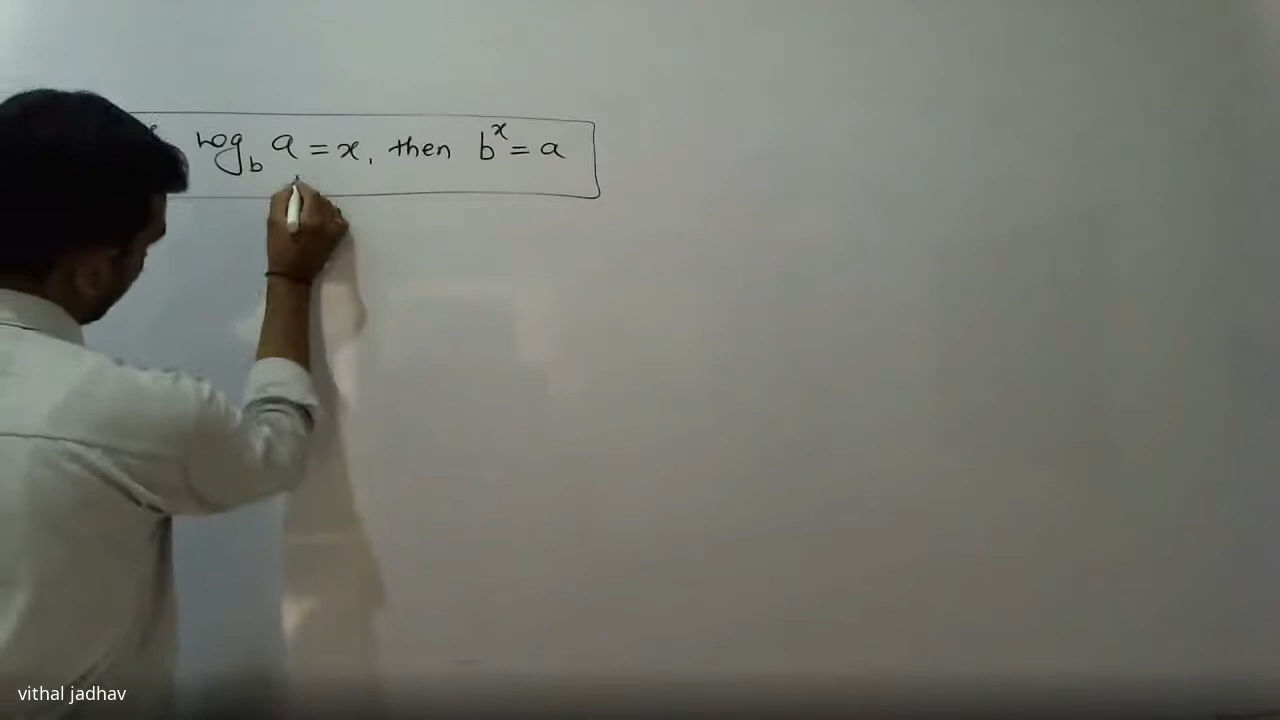 log_b a = x, then b^x = a
vithal jadhav